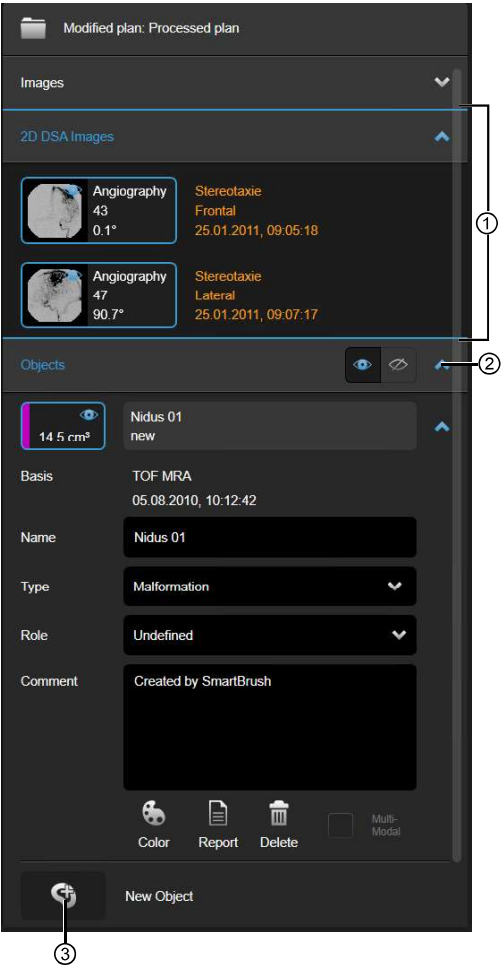 Modified plan: Processed plan
Images
2D DSA Images
Angiography
43
0.1°
Stereotaxie
Frontal
25.01.2011, 09:05:18
①
Angiography
47
90.7°
Stereotaxie
Lateral
25.01.2011, 09:07:17
Objects
②
14.5 cm³
Nidus 01
new
Basis
TOF MRA
05.08.2010, 10:12:42
Name
Nidus 01
Type
Malformation
Role
Undefined
Comment
Created by SmartBrush
Color
Report
Delete
Multi-
Modal
New Object
③